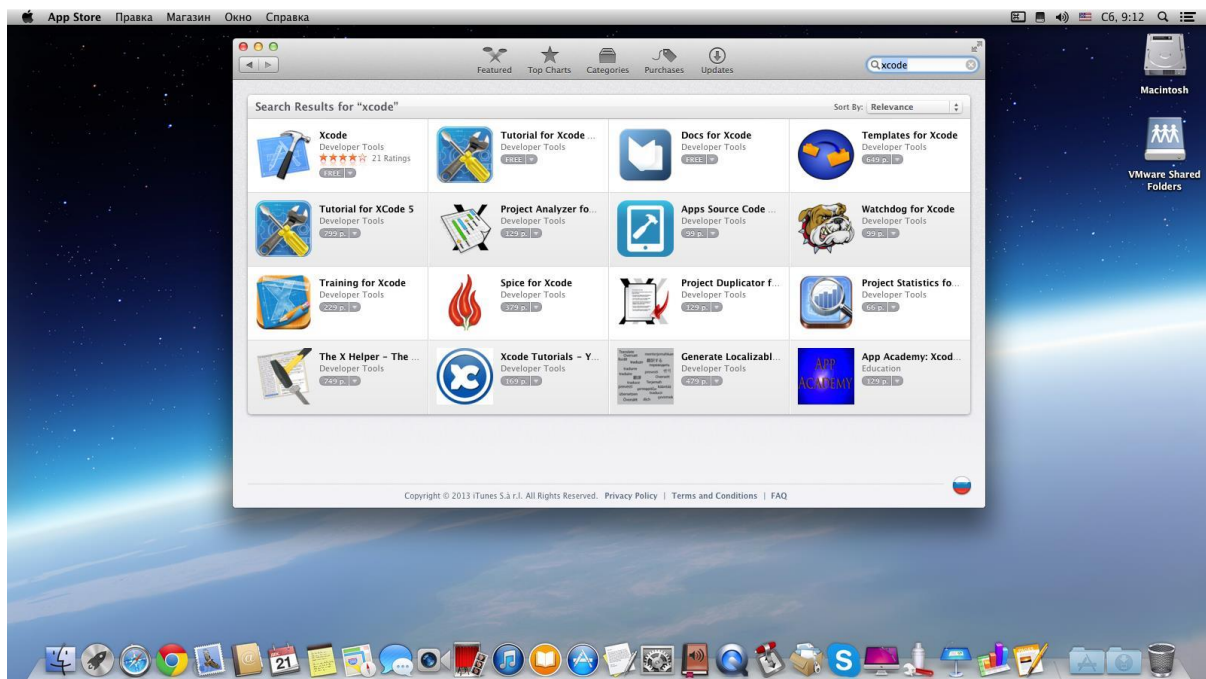 App Store Правка Магазин Окно Справка Сб, 9:12
Featured Top Charts Categories Purchases Updates xcode
Macintosh
VMware Shared
Folders
Search Results for “xcode” Sort By: Relevance
Xcode
Developer Tools
21 Ratings
FREE
Tutorial for Xcode ...
Developer Tools
FREE
Docs for Xcode
Developer Tools
FREE
Templates for Xcode
Developer Tools
649 р.
Tutorial for XCode 5
Developer Tools
799 р.
Project Analyzer fo...
Developer Tools
129 р.
Apps Source Code ...
Developer Tools
99 р.
Watchdog for Xcode
Developer Tools
99 р.
Training for Xcode
Developer Tools
229 р.
Spice for Xcode
Developer Tools
379 р.
Project Duplicator f...
Developer Tools
129 р.
Project Statistics fo...
Developer Tools
66 р.
The X Helper – The ...
Developer Tools
749 р.
Xcode Tutorials – Y...
Developer Tools
169 р.
Generate Localizabl...
Developer Tools
479 р.
APP
ACADEMY
App Academy: Xcod...
Education
129 р.
Copyright © 2013 iTunes S.à r.l. All Rights Reserved. Privacy Policy | Terms and Conditions | FAQ
21